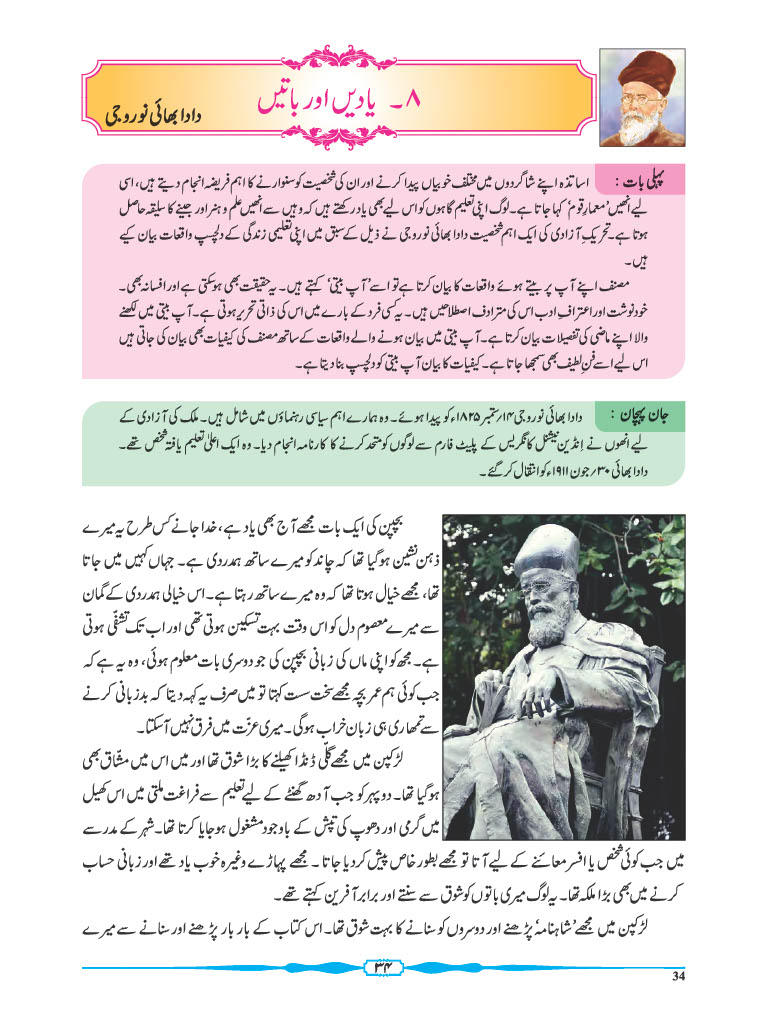 ۸۔ یادیں اور باتیں
دادا بھائی نوروجی
پہلی بات : اساتذہ اپنے شاگردوں میں مختلف خوبیاں پیدا کرنے اور ان کی شخصیت کو سنوارنے کا اہم فریضہ انجام دیتے ہیں، اسی
لیے انھیں ’معمارِ قوم‘ کہا جاتا ہے۔ لوگ اپنی تعلیم گاہوں کو اس لیے بھی یاد رکھتے ہیں کہ وہیں سے انھیں علم و ہنر اور جینے کا سلیقہ حاصل
ہوتا ہے۔ تحریکِ آزادی کی ایک اہم شخصیت دادا بھائی نوروجی نے ذیل کے سبق میں اپنی تعلیمی زندگی کے دلچسپ واقعات بیان کیے
ہیں۔
مصنف اپنے آپ پر بیتے ہوئے واقعات کا بیان کرتا ہے تو اسے ’آپ بیتی‘ کہتے ہیں۔ یہ حقیقت بھی ہو سکتی ہے اور افسانہ بھی۔
خودنوشت اور اعترافِ ادب اس کی مترادف اصطلاحیں ہیں۔ یہ کسی فرد کے بارے میں اس کی ذاتی تحریر ہوتی ہے۔ آپ بیتی میں لکھنے
والا اپنے ماضی کی تفصیلات بیان کرتا ہے۔ آپ بیتی میں بیان ہونے والے واقعات کے ساتھ مصنف کی کیفیات بھی بیان کی جاتی ہیں
اس لیے اسے فنِ لطیف بھی سمجھا جاتا ہے۔ کیفیات کا بیان آپ بیتی کو دلچسپ بنا دیتا ہے۔
جان پہچان : دادا بھائی نوروجی ۱۴؍ستمبر ۱۸۲۵ء کو پیدا ہوئے۔ وہ ہمارے اہم سیاسی رہنماؤں میں شامل ہیں۔ ملک کی آزادی کے
لیے انھوں نے انڈین نیشنل کانگریس کے پلیٹ فارم سے لوگوں کو متحد کرنے کا کارنامہ انجام دیا۔ وہ ایک اعلیٰ تعلیم یافتہ شخص تھے۔
دادا بھائی ۳۰؍جون ۱۹۱۱ء کو انتقال کر گئے۔
بچپن کی ایک بات مجھے آج بھی یاد ہے، خدا جانے کس طرح یہ میرے
ذہن نشین ہو گیا تھا کہ چاند کو میرے ساتھ ہمدردی ہے۔ جہاں کہیں میں جاتا
تھا، مجھے خیال ہوتا تھا کہ وہ میرے ساتھ رہتا ہے۔ اس خیالی ہمدردی کے گمان
سے میرے معصوم دل کو اس وقت بہت تسکین ہوتی تھی اور اب تک تشفّی ہوتی
ہے۔ مجھ کو اپنی ماں کی زبانی بچپن کی جو دوسری بات معلوم ہوئی، وہ یہ ہے کہ
جب کوئی ہم عمر بچہ مجھے سخت سست کہتا تو میں صرف یہ کہہ دیتا کہ بدزبانی کرنے
سے تمھاری ہی زبان خراب ہوگی۔ میری عزّت میں فرق نہیں آسکتا۔
لڑکپن میں مجھے گلّی ڈنڈا کھیلنے کا بڑا شوق تھا اور میں اس میں مشّاق بھی
ہو گیا تھا۔ دوپہر کو جب آدھ گھنٹے کے لیے تعلیم سے فراغت ملتی میں اس کھیل
میں گرمی اور دھوپ کی تپش کے باوجود مشغول ہو جایا کرتا تھا۔ شہر کے مدرسے
میں جب کوئی شخص یا افسر معائنے کے لیے آتا تو مجھے بطورِ خاص پیش کر دیا جاتا ۔ مجھے پہاڑے وغیرہ خوب یاد تھے اور زبانی حساب
کرنے میں بھی بڑا ملکہ تھا۔ یہ لوگ میری باتوں کو شوق سے سنتے اور برابر آفرین کہتے تھے۔
لڑکپن میں مجھے ’شاہنامہ‘ پڑھنے اور دوسروں کو سنانے کا بہت شوق تھا۔ اس کتاب کے بار بار پڑھنے اور سنانے سے میرے
۳۴
34